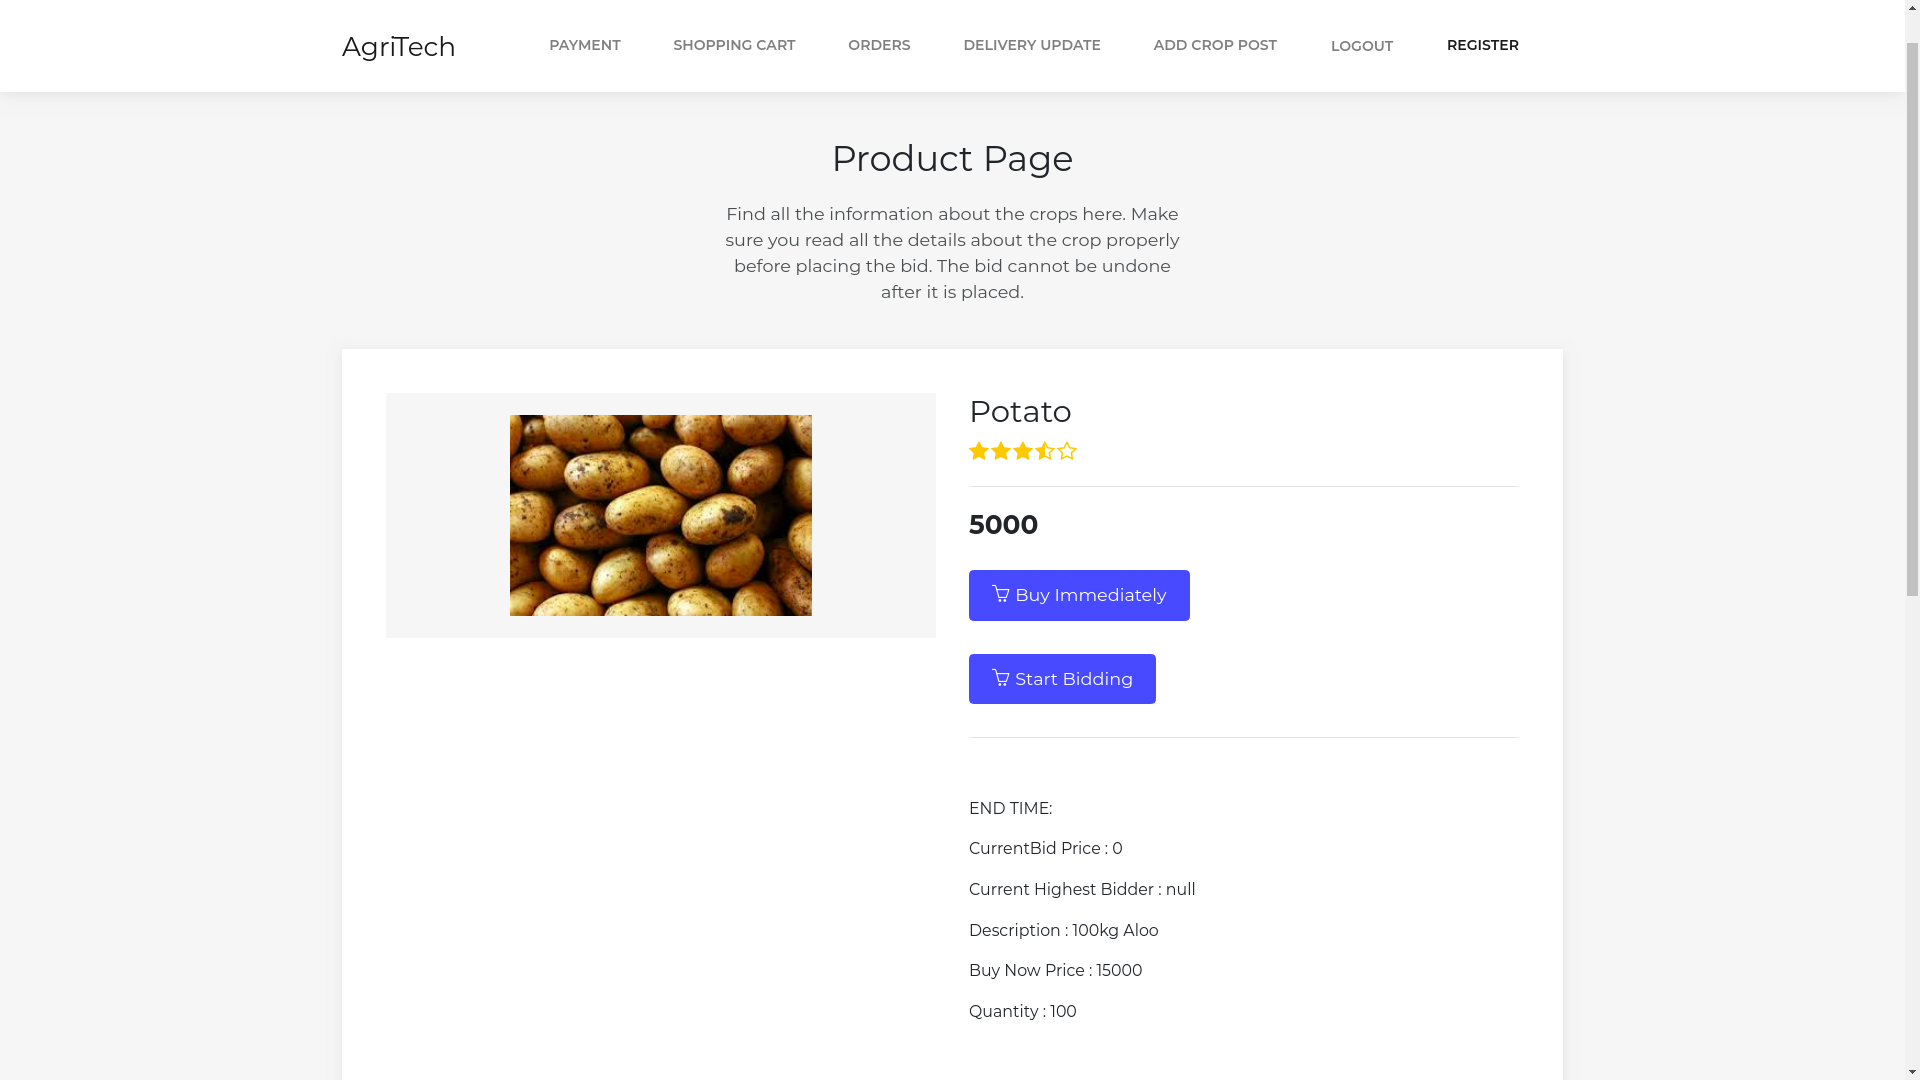 AgriTech
PAYMENT
SHOPPING CART
ORDERS
DELIVERY UPDATE
ADD CROP POST
LOGOUT
REGISTER
Product Page
Find all the information about the crops here. Make
sure you read all the details about the crop properly
before placing the bid. The bid cannot be undone
after it is placed.
Potato
5000
Buy Immediately
Start Bidding
END TIME:
CurrentBid Price : 0
Current Highest Bidder : null
Description : 100kg Aloo
Buy Now Price : 15000
Quantity : 100